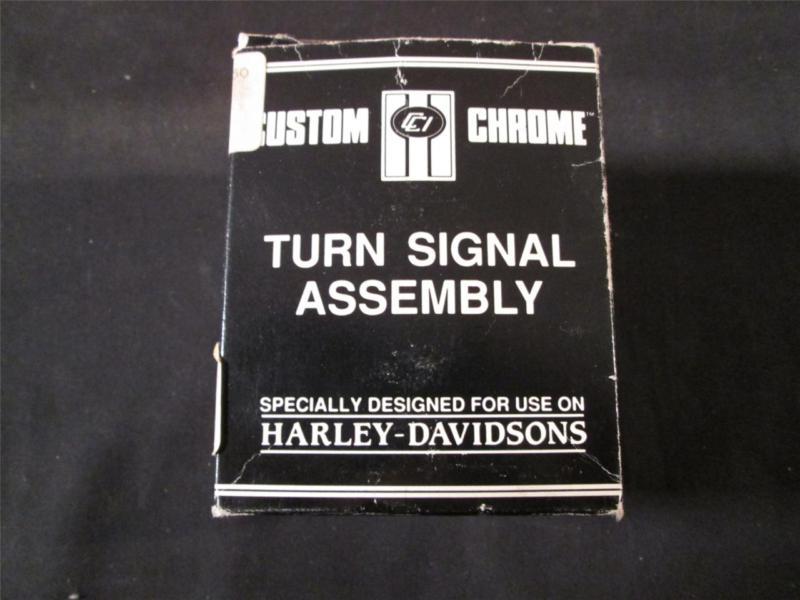 CUSTOM CCI CHROME™
TURN SIGNAL
ASSEMBLY
SPECIALLY DESIGNED FOR USE ON
HARLEY-DAVIDSONS